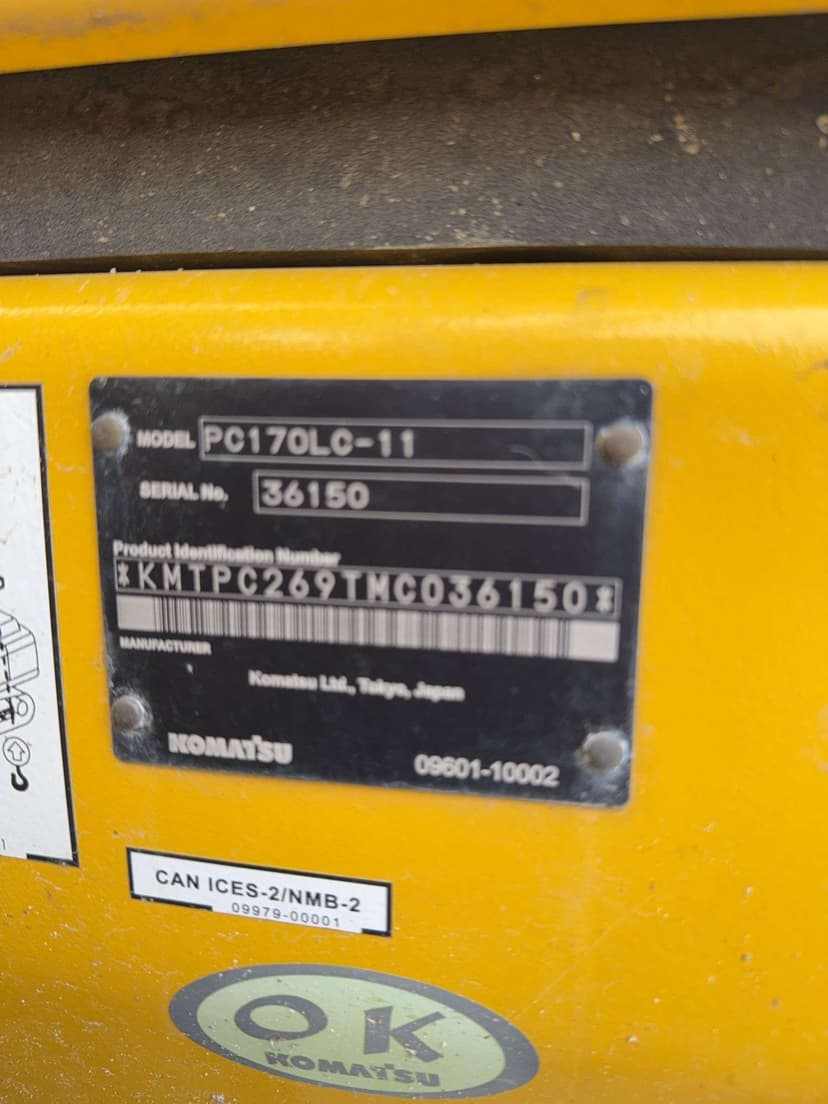 MODEL PC170LC-11
SERIAL No. 36150
Product Identification Number
*KMTPC269TMC036150*
MANUFACTURER
Komatsu Ltd., Tokyo, Japan
KOMATSU 09601-10002
CAN ICES-2/NMB-2
09979-00001
OK
KOMATSU